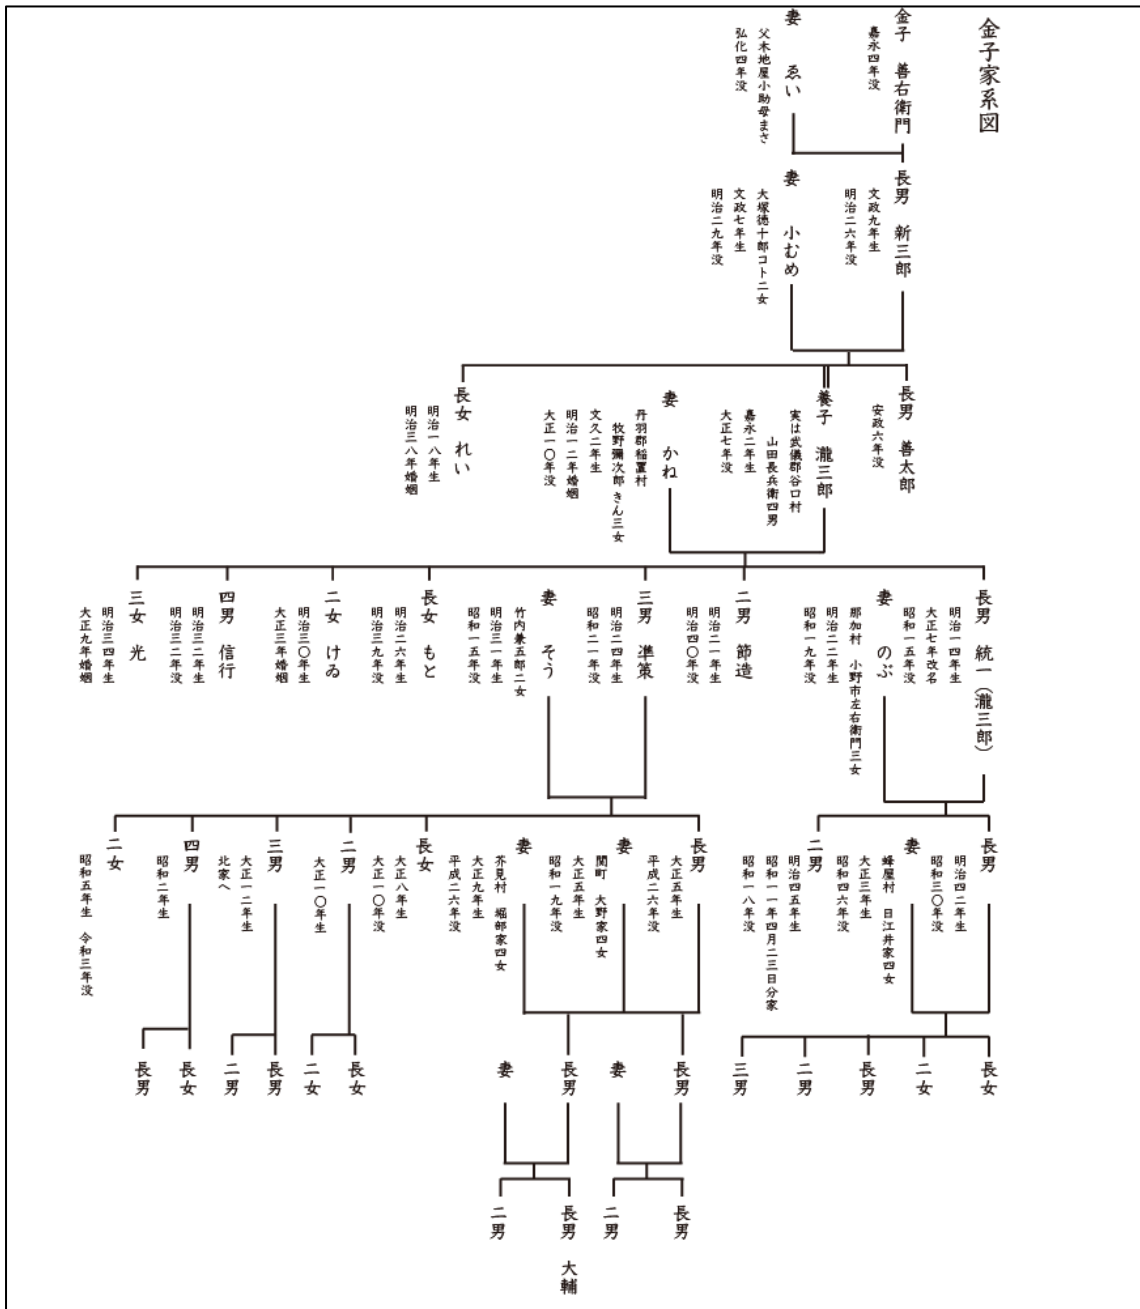 金子家系図
金子 善右衛門
嘉永四年没
妻 ゑい
父木地屋小助母まさ
弘化四年没
長男 新三郎
文政九年生
明治二六年没
妻 小むめ
大塚徳十郎コト二女
文政七年生
明治二九年没
長男 善太郎
安政六年没
養子 瀧三郎
実は武儀郡谷口村
山田長兵衛四男
嘉永二年生
大正七年没
妻 かね
丹羽郡稲置村
牧野彌次郎きん三女
文久二年生
明治一二年婚姻
大正一〇年没
長女 れい
明治一八年生
明治三八年婚姻
長男 統一(瀧三郎)
明治一四年生
大正七年改名
昭和一五年没
妻 のぶ
那加村 小野市左右衛門三女
明治二二年生
昭和一九年没
二男 節造
明治二一年生
明治四〇年没
三男 準策
明治二四年生
昭和二一年没
妻 そう
竹内兼五郎二女
明治三一年生
昭和一五年没
長女 もと
明治二六年生
明治三九年没
二女 けゐ
明治三〇年生
大正三年婚姻
四男 信行
明治三二年生
明治三二年没
三女 光
明治三四年生
大正九年婚姻
長男
明治四二年生
昭和三〇年没
妻
蜂屋村 日江井家四女
大正三年生
昭和四六年没
二男
明治四五年生
昭和一一年四月二三日分家
昭和一八年没
長男
大正五年生
平成二六年没
妻
関町 大野家四女
大正五年生
昭和一九年没
妻
芥見村 堀部家四女
大正九年生
平成二六年没
長女
大正八年生
大正一〇年没
二男
大正一〇年生
三男
大正一二年生
北家へ
四男
昭和二年生
二女
昭和五年生 令和三年没
長女
二女
長男
二男
三男
長男
妻
長男
妻
長女
二女
長男
二男
長女
長男
長男
二男
長男 大輔
二男